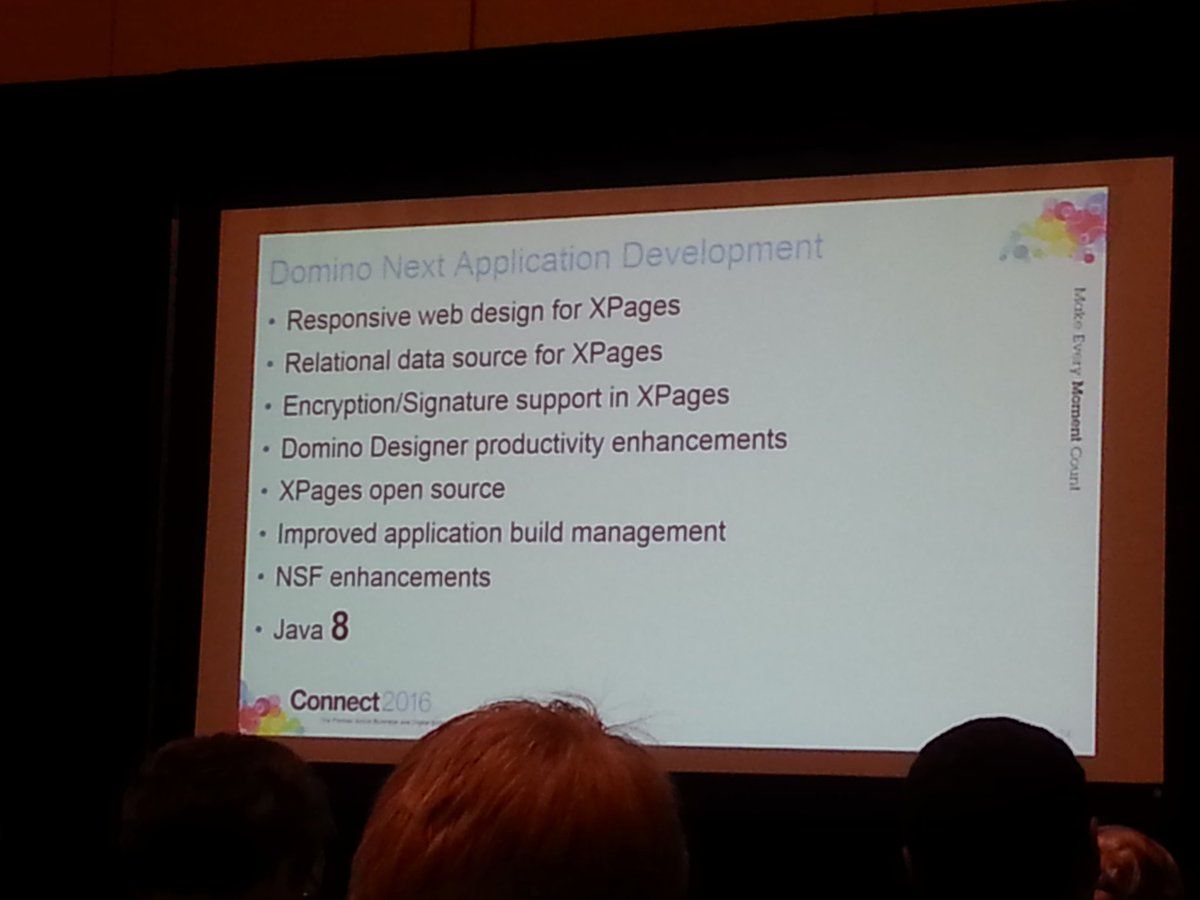 Domino Next Application Development
• Responsive web design for XPages
• Relational data source for XPages
• Encryption/Signature support in XPages
• Domino Designer productivity enhancements
• XPages open source
• Improved application build management
• NSF enhancements
• Java 8
Make Every Moment Count
Connect2016